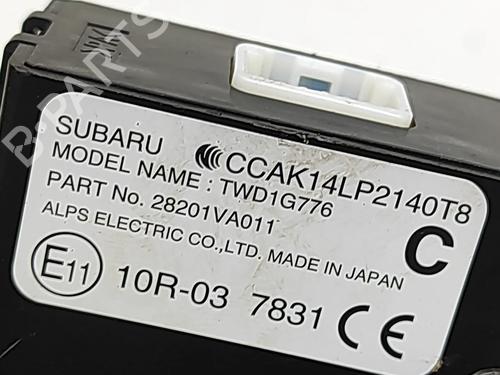 B-PARTS
SUBARU CCAK14LP2140T8
MODEL NAME : TWD1G776
PART No. 28201VA011
C
ALPS ELECTRIC CO.,LTD. MADE IN JAPAN
E11 10R-03 7831 CE